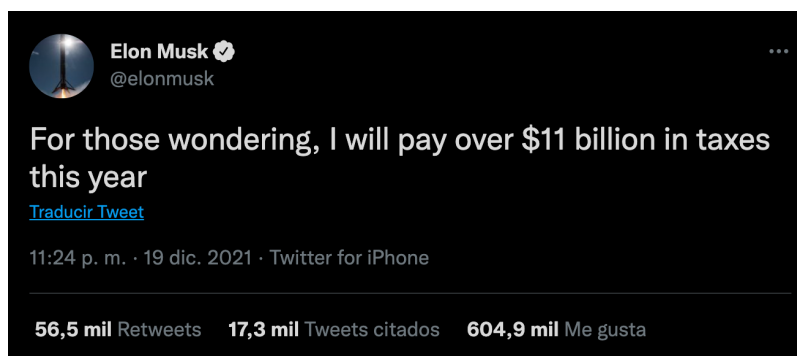 Elon Musk
@elonmusk
For those wondering, I will pay over $11 billion in taxes
this year
Traducir Tweet
11:24 p. m. · 19 dic. 2021 · Twitter for iPhone
56,5 mil Retweets 17,3 mil Tweets citados 604,9 mil Me gusta